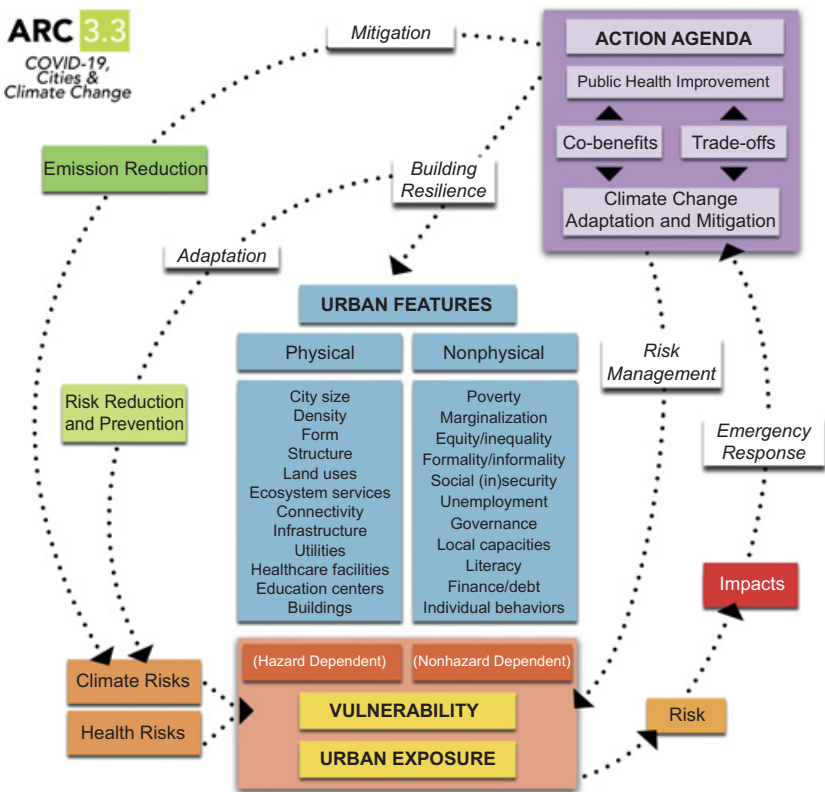 ARC 3.3
COVID-19,
Cities &
Climate Change
Mitigation
ACTION AGENDA
Public Health Improvement
Co-benefits
Trade-offs
Climate Change
Adaptation and Mitigation
Emission Reduction
Building
Resilience
Adaptation
URBAN FEATURES
Physical
Nonphysical
Risk
Management
City size
Density
Form
Structure
Land uses
Ecosystem services
Connectivity
Infrastructure
Utilities
Healthcare facilities
Education centers
Buildings
Poverty
Marginalization
Equity/inequality
Formality/informality
Social (in)security
Unemployment
Governance
Local capacities
Literacy
Finance/debt
Individual behaviors
Risk Reduction
and Prevention
Emergency
Response
Impacts
(Hazard Dependent)
(Nonhazard Dependent)
Climate Risks
Health Risks
VULNERABILITY
URBAN EXPOSURE
Risk